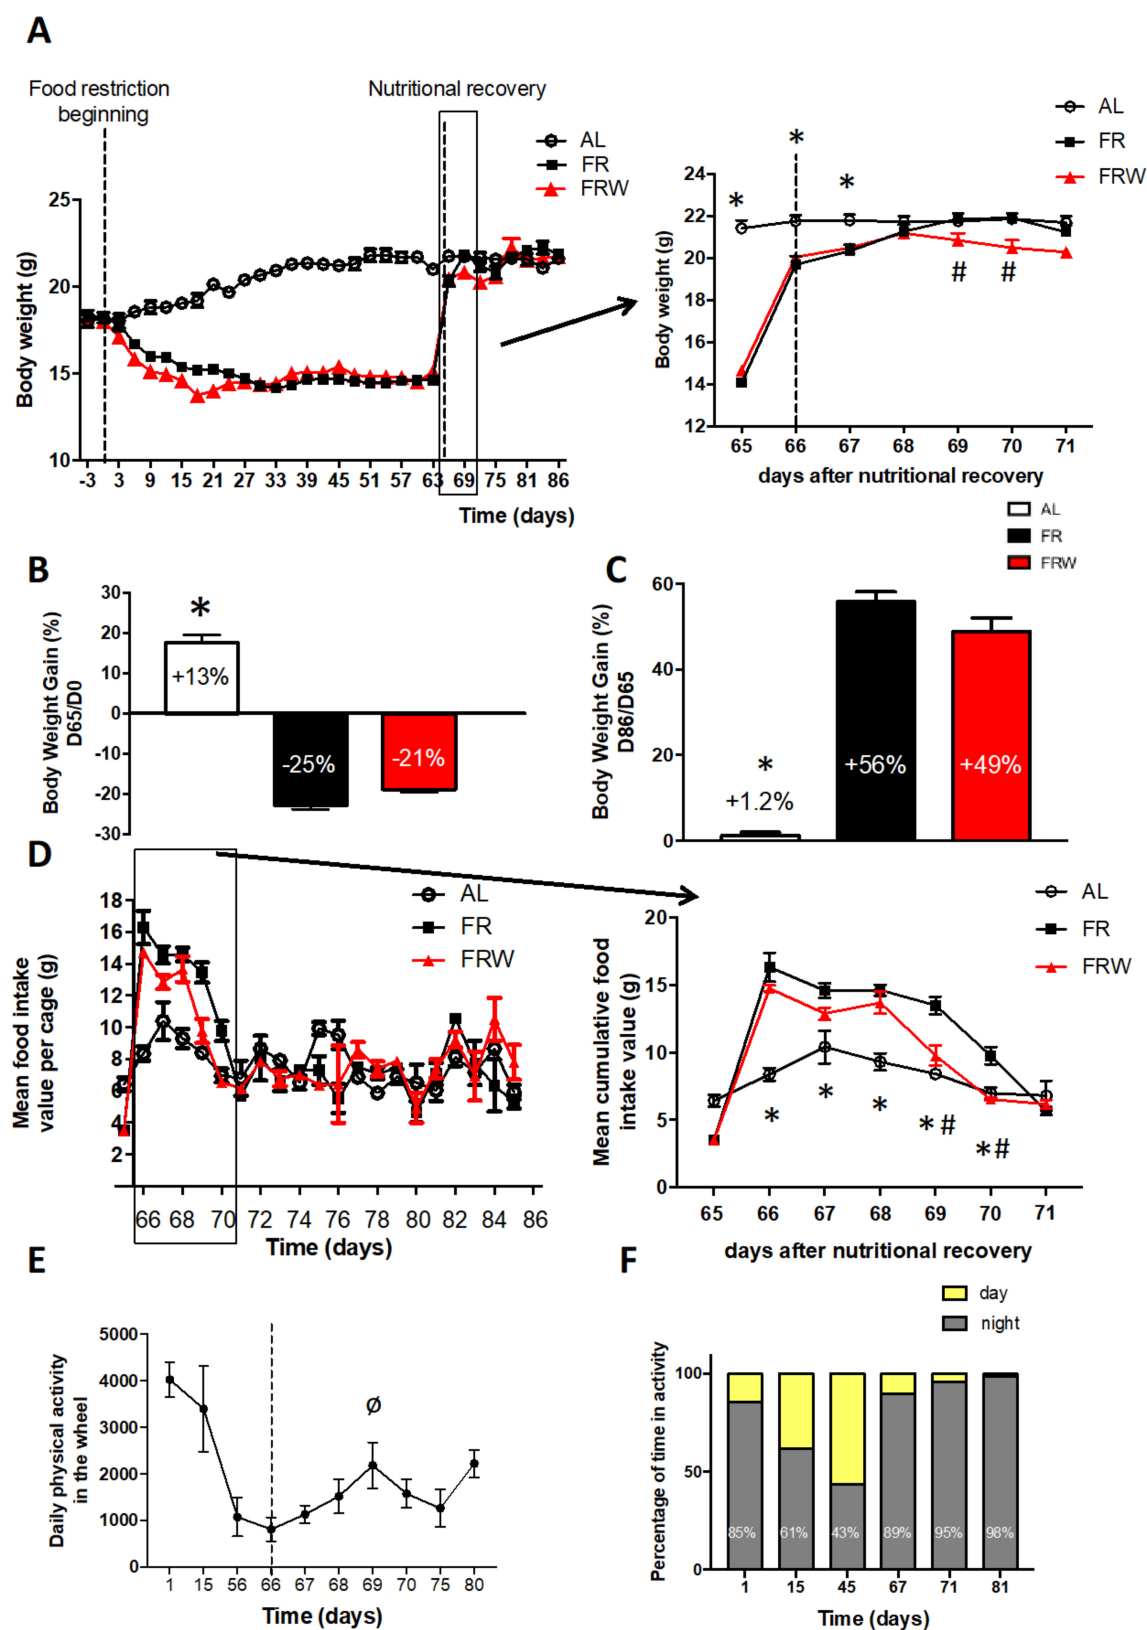 A
Food restriction
beginning
Nutritional recovery
AL
FR
FRW
Body weight (g)
25
20
15
10
-3 3 9 15 21 27 33 39 45 51 57 63 69 75 81 86
Time (days)
AL
FR
FRW
Body weight (g)
24
22
20
18
16
14
12
* * *
# #
65 66 67 68 69 70 71
days after nutritional recovery
B
Body Weight Gain (%)
D65/D0
30
20
10
0
-10
-20
-30
*
+13%
-25%
-21%
C
AL
FR
FRW
Body Weight Gain (%)
D86/D65
60
40
20
0
*
+1.2%
+56%
+49%
D
AL
FR
FRW
Mean food intake
value per cage (g)
18
16
14
12
10
8
6
4
2
66 68 70 72 74 76 78 80 82 84 86
Time (days)
AL
FR
FRW
Mean cumulative food
intake value (g)
20
15
10
5
0
* * * *# *#
65 66 67 68 69 70 71
days after nutritional recovery
E
Daily physical activity
in the wheel
5000
4000
3000
2000
1000
0
ø
1 15 56 66 67 68 69 70 75 80
Time (days)
F
day
night
Percentage of time in activity
100
50
0
85% 61% 43% 89% 95% 98%
1 15 45 67 71 81
Time (days)